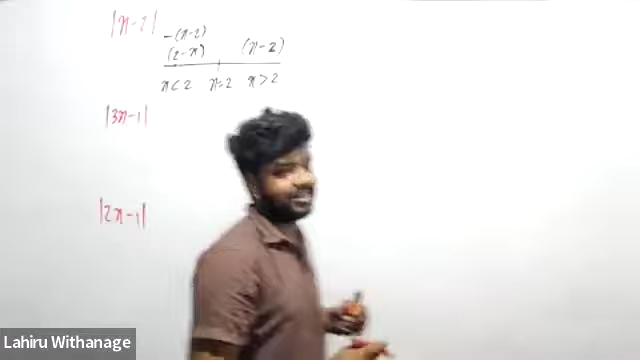 |x-2|
-(x-2)
(2-x) (x-2)
x<2 x=2 x>2
|3x-1|
|2x-1|
Lahiru Withanage